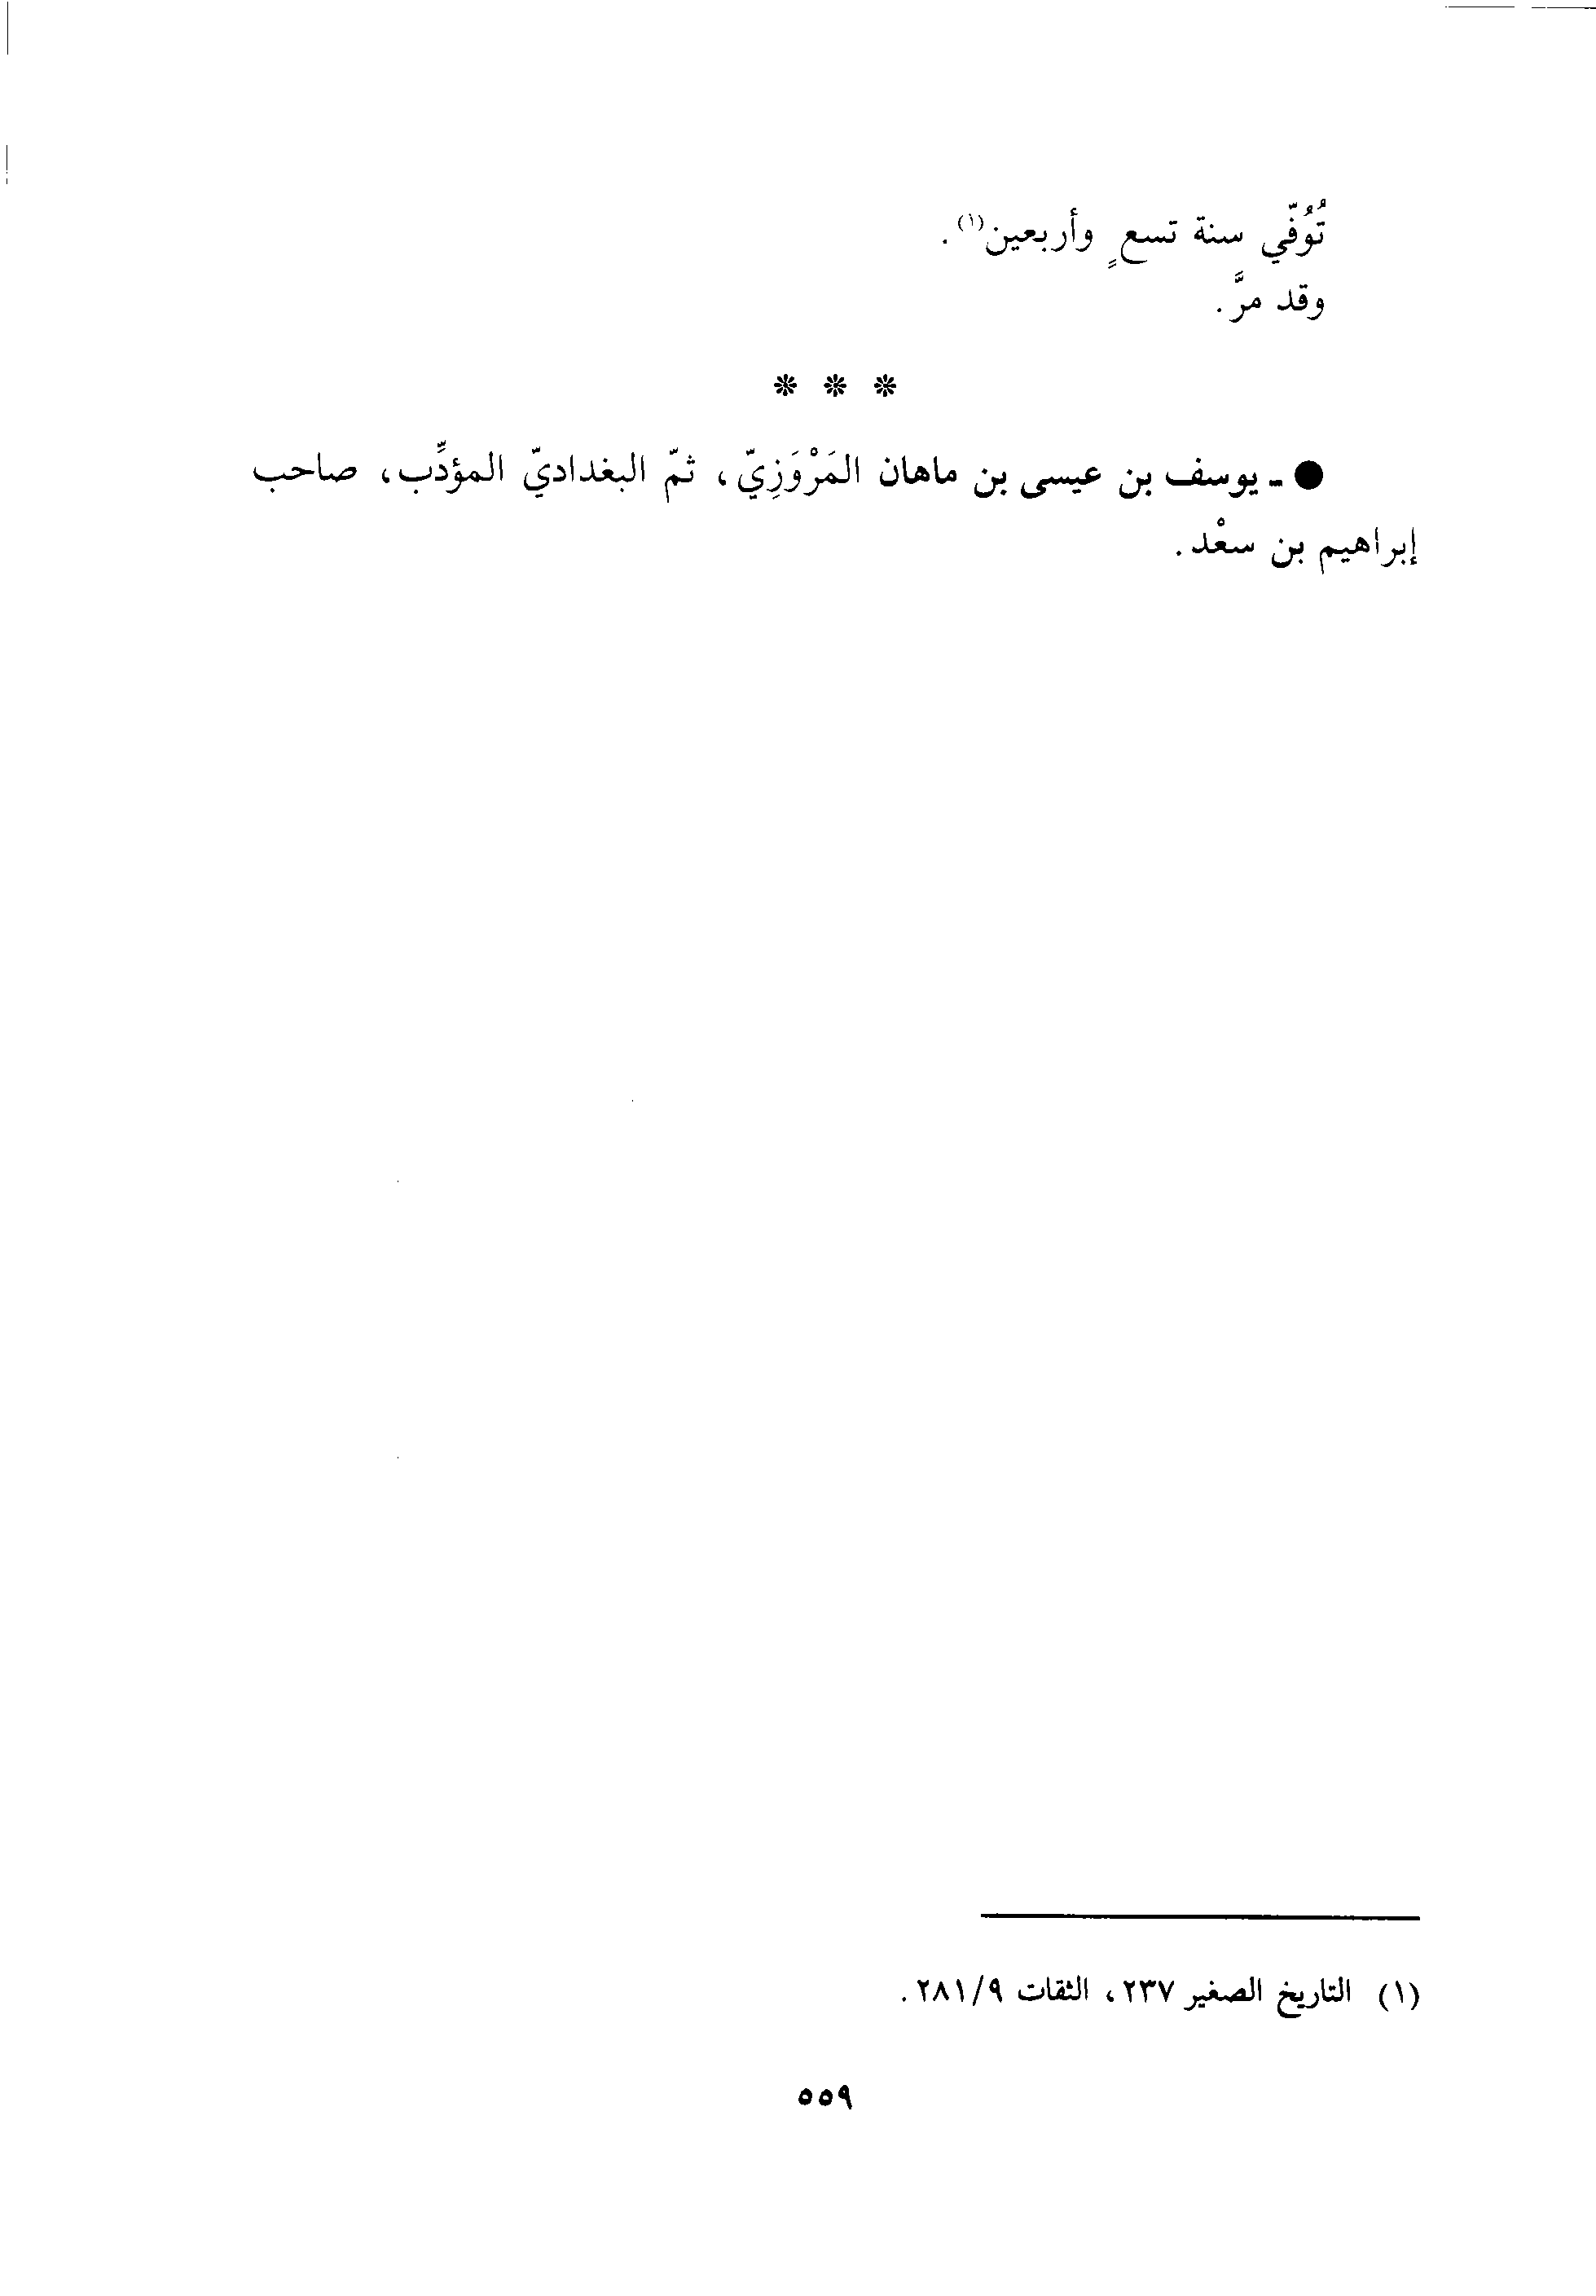 تُوُفّي سنة تسعٍ وأربعين(١).
وقد مرَّ.
* * *
● ـ يوسف بن عيسى بن ماهان المَرْوَزِيّ، ثمّ البغداديّ المؤدِّب، صاحب
إبراهيم بن سعْد.
(١) التاريخ الصغير ٢٣٧، الثقات ٢٨١/٩.
٥٥٩